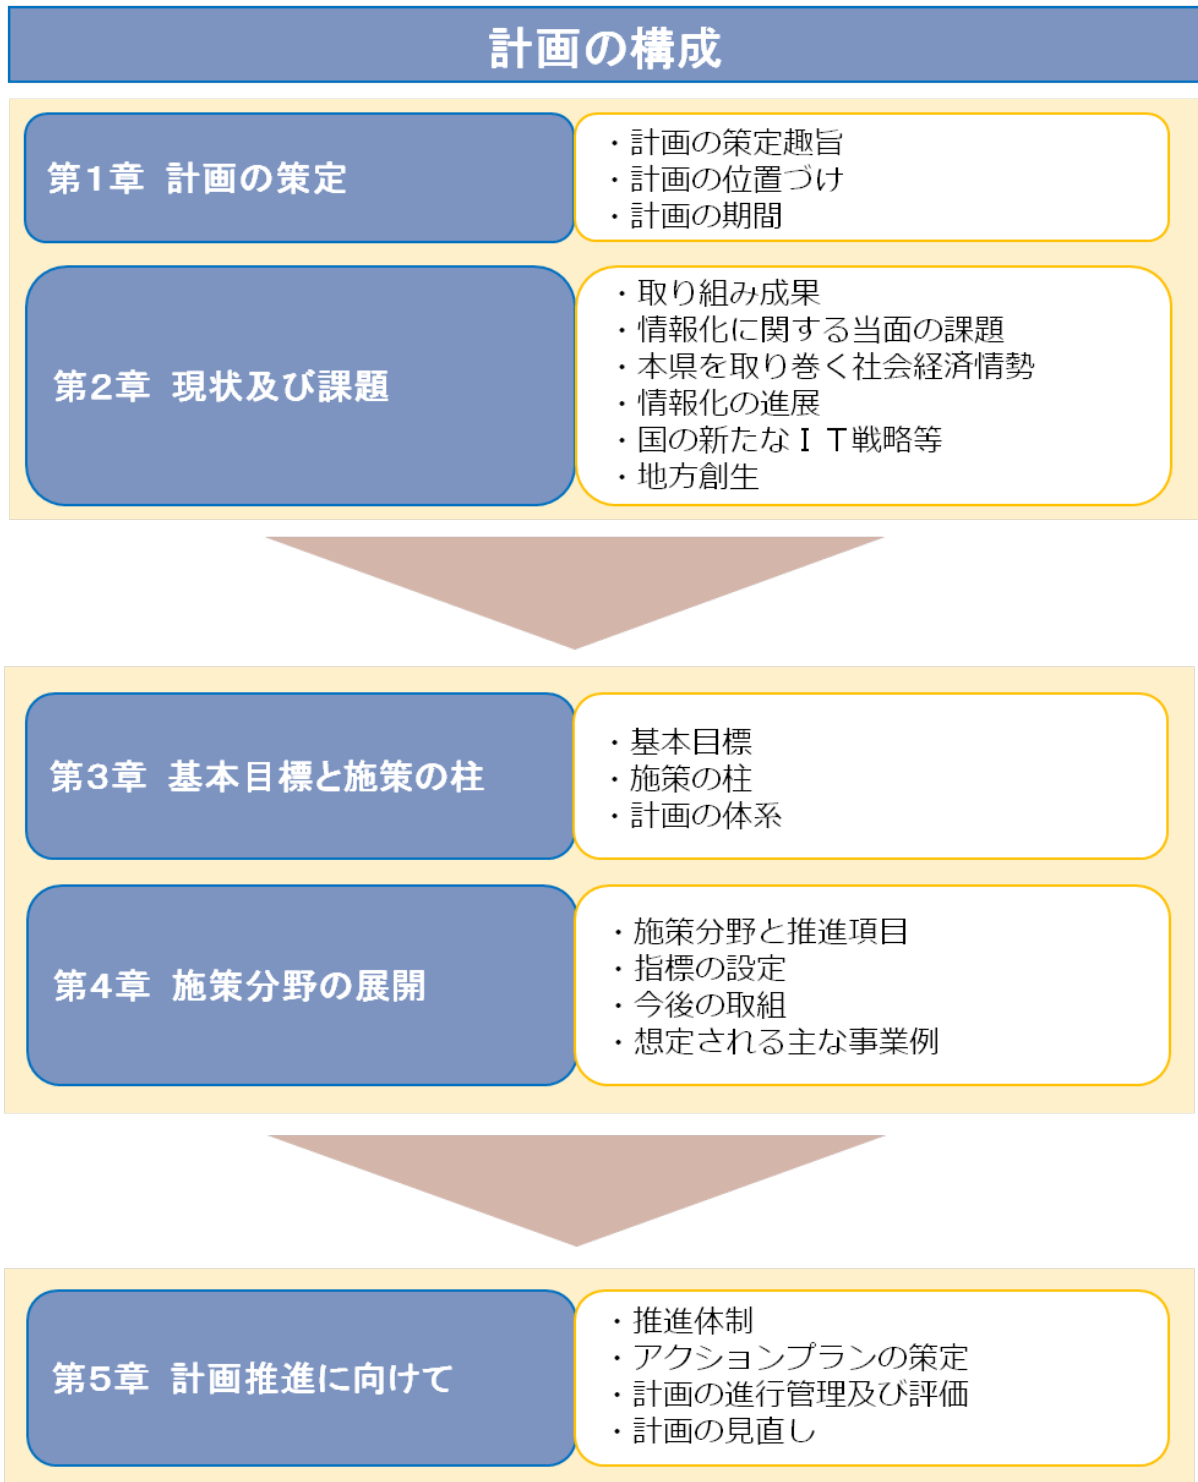 計画の構成
第１章 計画の策定
・計画の策定趣旨
・計画の位置づけ
・計画の期間
第２章 現状及び課題
・取り組み成果
・情報化に関する当面の課題
・本県を取り巻く社会経済情勢
・情報化の進展
・国の新たなＩＴ戦略等
・地方創生
第３章 基本目標と施策の柱
・基本目標
・施策の柱
・計画の体系
第４章 施策分野の展開
・施策分野と推進項目
・指標の設定
・今後の取組
・想定される主な事業例
第５章 計画推進に向けて
・推進体制
・アクションプランの策定
・計画の進行管理及び評価
・計画の見直し